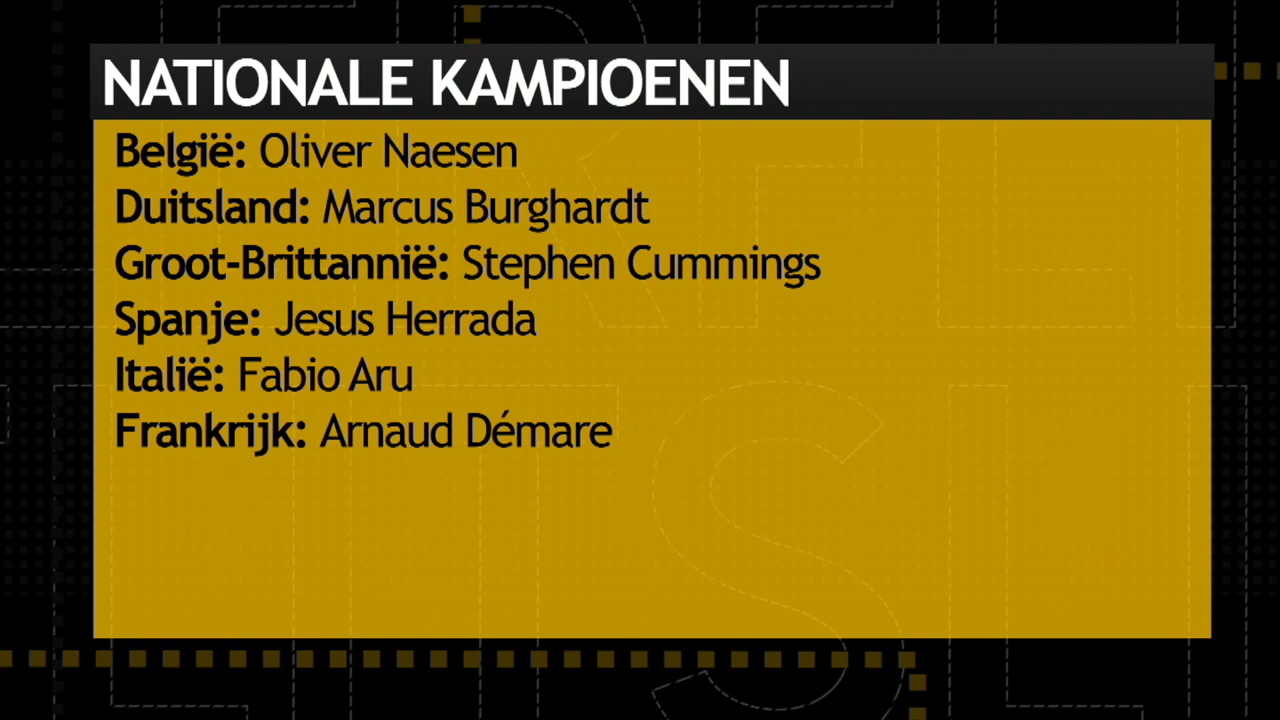 NATIONALE KAMPIOENEN
België: Oliver Naesen
Duitsland: Marcus Burghardt
Groot-Brittannië: Stephen Cummings
Spanje: Jesus Herrada
Italië: Fabio Aru
Frankrijk: Arnaud Démare